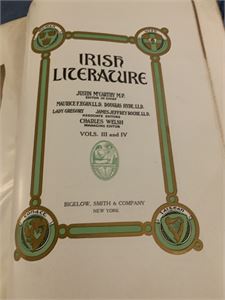 IRISH
LITERATURE
JUSTIN McCARTHY M.P.
EDITOR IN CHIEF
MAURICE F. EGAN LL.D. DOUGLAS HYDE, LL.D.
LADY GREGORY JAMES JEFFREY ROCHE, LL.D.
ASSOCIATE EDITORS
CHARLES WELSH
MANAGING EDITOR
VOLS. III and IV
BIGELOW, SMITH & COMPANY
NEW YORK